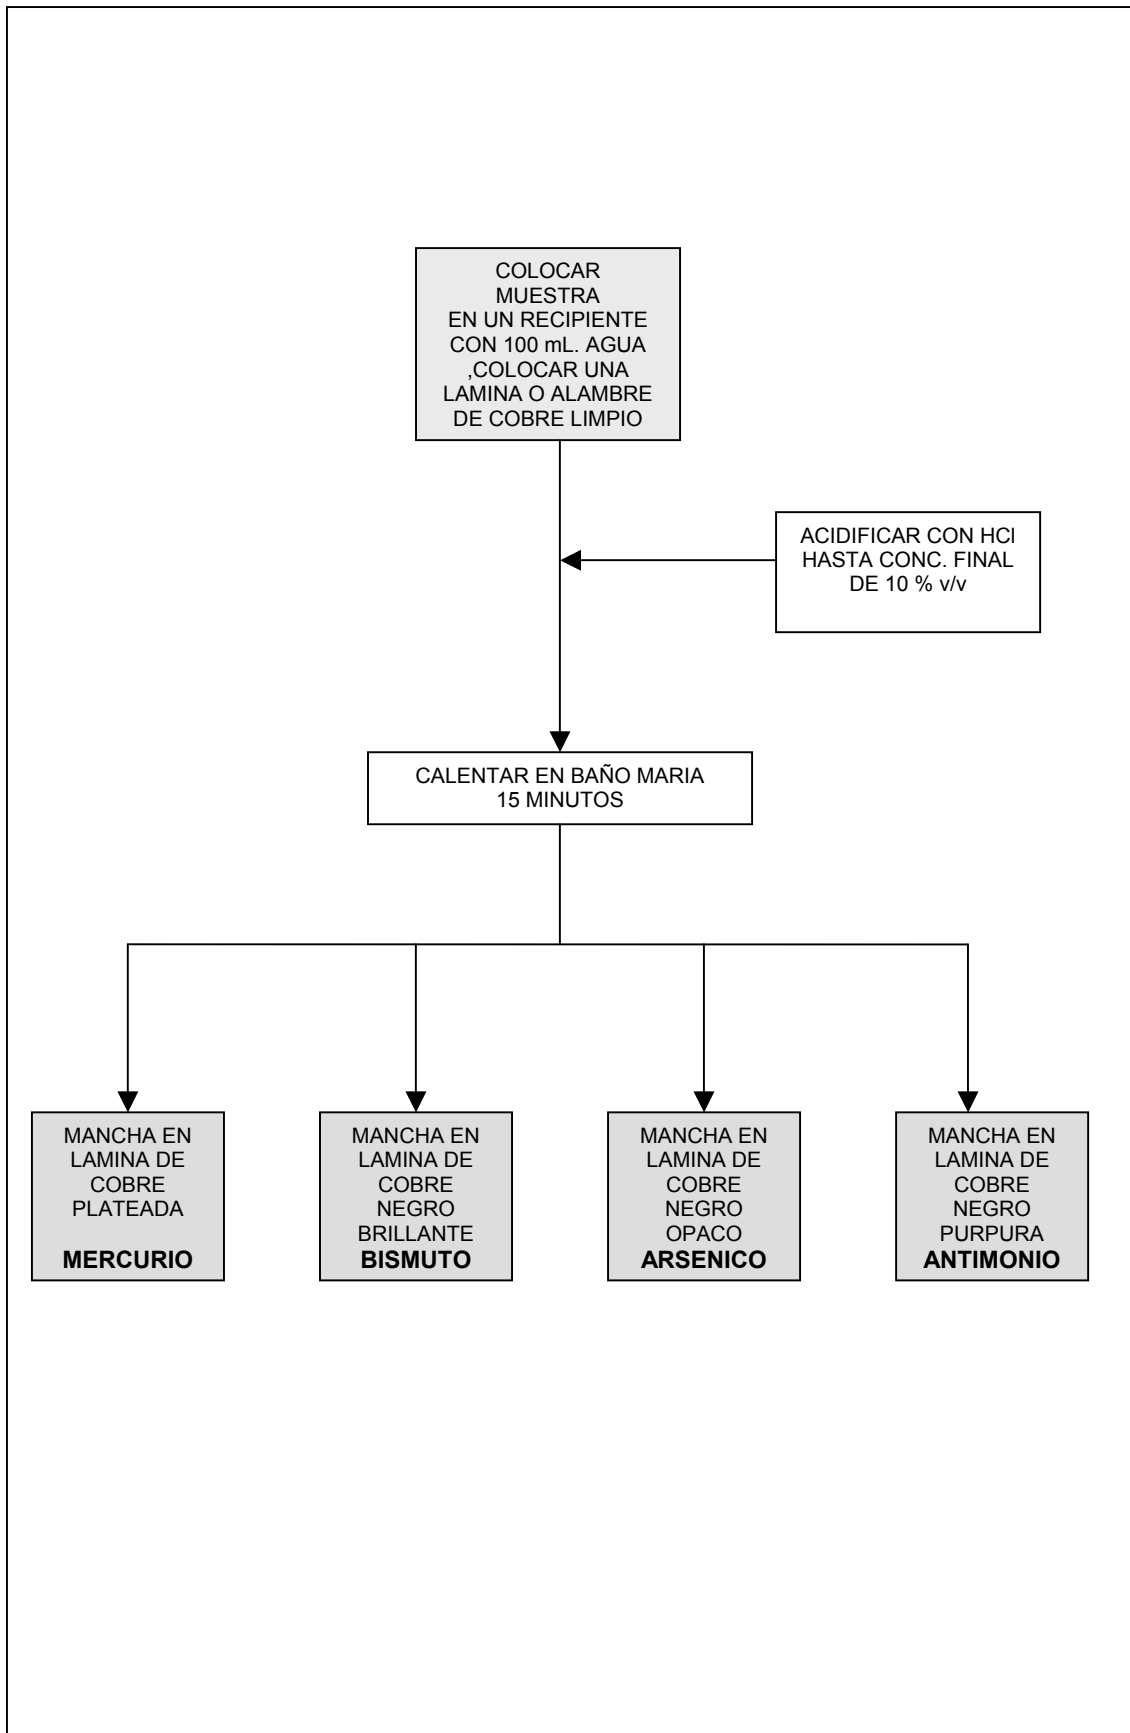 COLOCAR
MUESTRA
EN UN RECIPIENTE
CON 100 mL. AGUA
,COLOCAR UNA
LAMINA O ALAMBRE
DE COBRE LIMPIO
ACIDIFICAR CON HCl
HASTA CONC. FINAL
DE 10 % v/v
CALENTAR EN BAÑO MARIA
15 MINUTOS
MANCHA EN
LAMINA DE
COBRE
PLATEADA
MERCURIO
MANCHA EN
LAMINA DE
COBRE
NEGRO
BRILLANTE
BISMUTO
MANCHA EN
LAMINA DE
COBRE
NEGRO
OPACO
ARSENICO
MANCHA EN
LAMINA DE
COBRE
NEGRO
PURPURA
ANTIMONIO